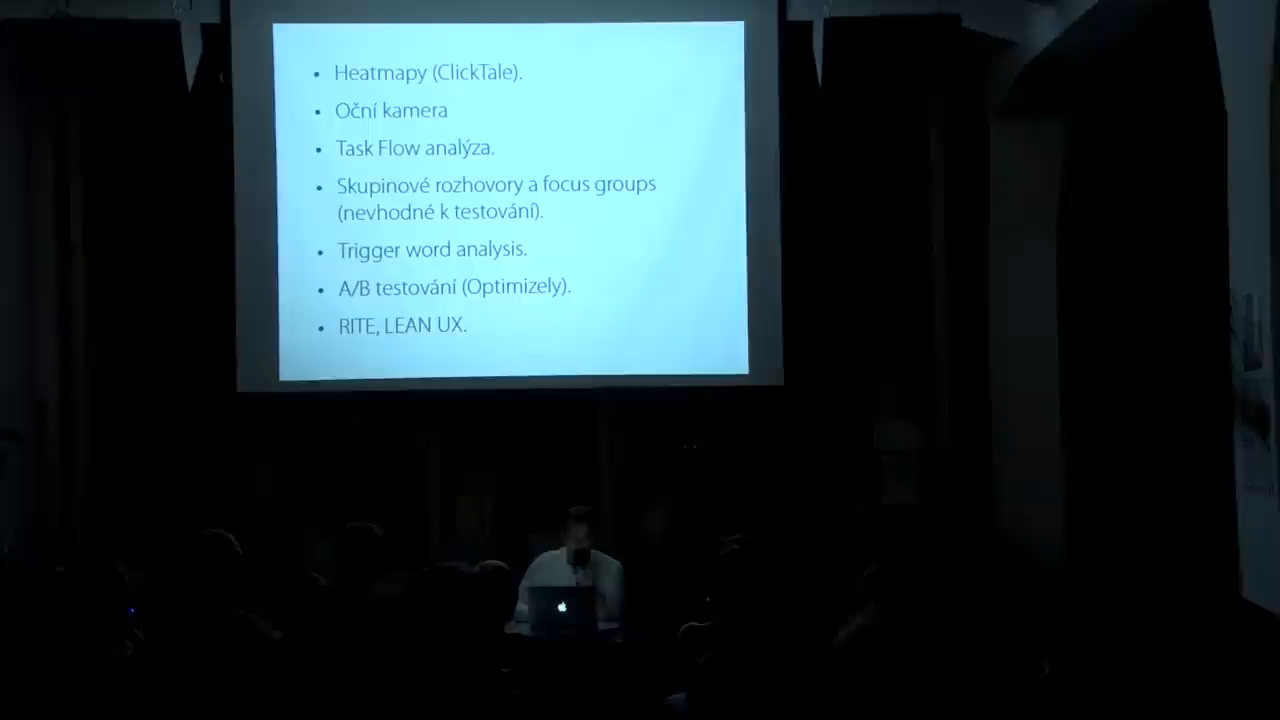 • Heatmapy (ClickTale).
• Oční kamera
• Task Flow analýza.
• Skupinové rozhovory a focus groups
(nevhodné k testování).
• Trigger word analysis.
• A/B testování (Optimizely).
• RITE, LEAN UX.